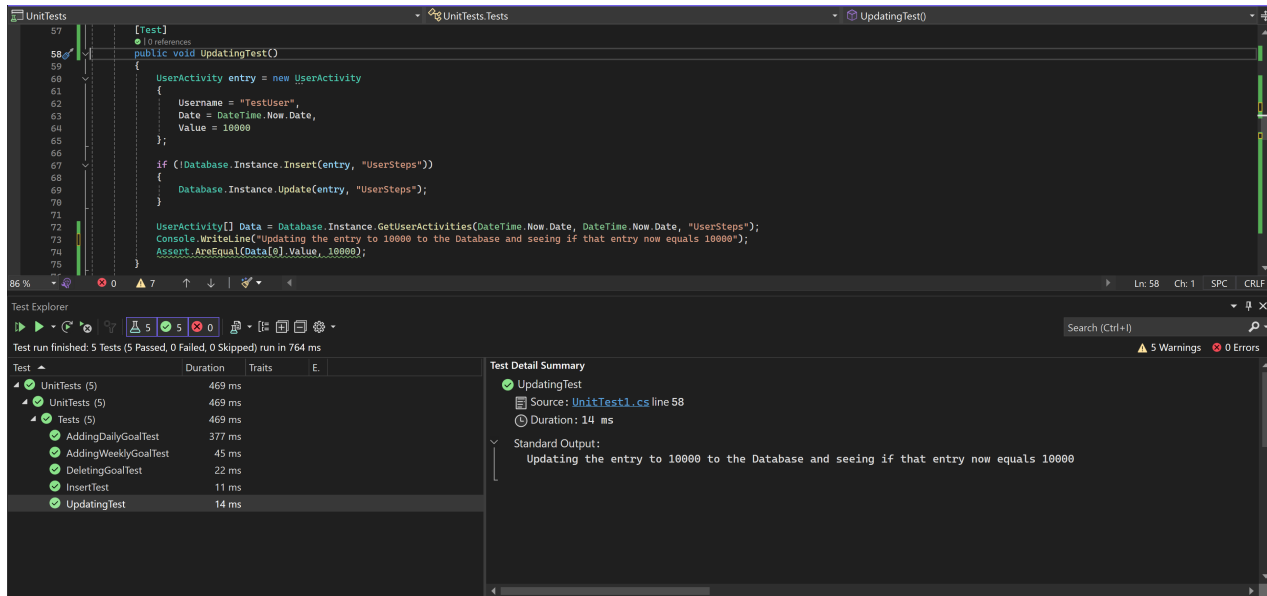 UnitTests UnitTests.Tests UpdatingTest()
57 [Test]
0 references
58 public void UpdatingTest()
59 {
60 UserActivity entry = new UserActivity
61 {
62 Username = "TestUser",
63 Date = DateTime.Now.Date,
64 Value = 10000
65 };
66
67 if (!Database.Instance.Insert(entry, "UserSteps"))
68 {
69 Database.Instance.Update(entry, "UserSteps");
70 }
71
72 UserActivity[] Data = Database.Instance.GetUserActivities(DateTime.Now.Date, DateTime.Now.Date, "UserSteps");
73 Console.WriteLine("Updating the entry to 10000 to the Database and seeing if that entry now equals 10000");
74 Assert.AreEqual(Data[0].Value, 10000);
75 }
86 % 0 7 Ln: 58 Ch: 1 SPC CRLF
Test Explorer
5 5 0 Search (Ctrl+I)
Test run finished: 5 Tests (5 Passed, 0 Failed, 0 Skipped) run in 764 ms 5 Warnings 0 Errors
Test Duration Traits E.
UnitTests (5) 469 ms
UnitTests (5) 469 ms
Tests (5) 469 ms
AddingDailyGoalTest 377 ms
AddingWeeklyGoalTest 45 ms
DeletingGoalTest 22 ms
InsertTest 11 ms
UpdatingTest 14 ms
Test Detail Summary
UpdatingTest
Source: UnitTest1.cs line 58
Duration: 14 ms
Standard Output:
Updating the entry to 10000 to the Database and seeing if that entry now equals 10000